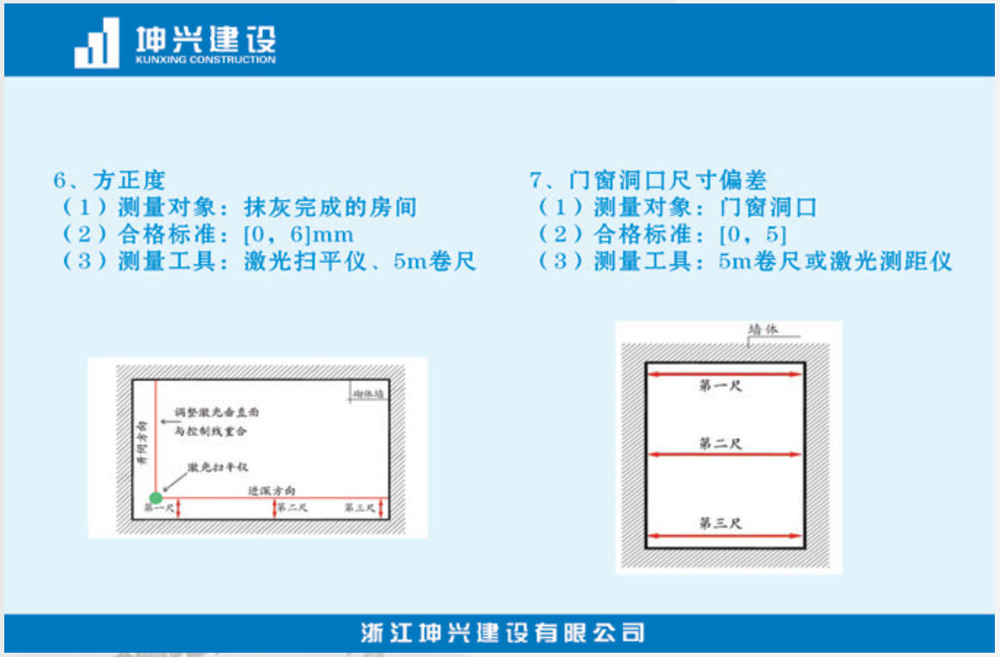 坤兴建设
KUNXING CONSTRUCTION
6、方正度
（1）测量对象：抹灰完成的房间
（2）合格标准：[0，6]mm
（3）测量工具：激光扫平仪、5m卷尺
7、门窗洞口尺寸偏差
（1）测量对象：门窗洞口
（2）合格标准：[0，5]
（3）测量工具：5m卷尺或激光测距仪
砌体墙
调整激光垂直面
与控制线重合
开间方向
激光扫平仪
进深方向
第一尺
第二尺
第三尺
墙体
第一尺
第二尺
第三尺
浙江坤兴建设有限公司